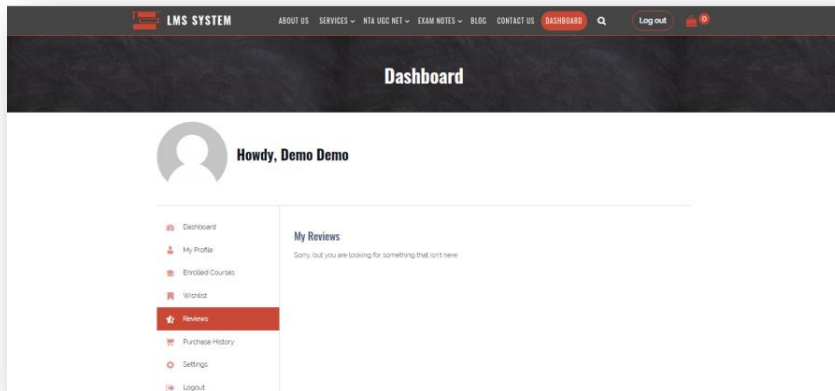 LMS SYSTEM
ABOUT US SERVICES NTA UGC NET EXAM NOTES BLOG CONTACT US DASHBOARD Log out 0
Dashboard
Howdy, Demo Demo
Dashboard
My Profile
Enrolled Courses
Wishlist
Reviews
Purchase History
Settings
Logout
My Reviews
Sorry, but you are looking for something that isn't here.